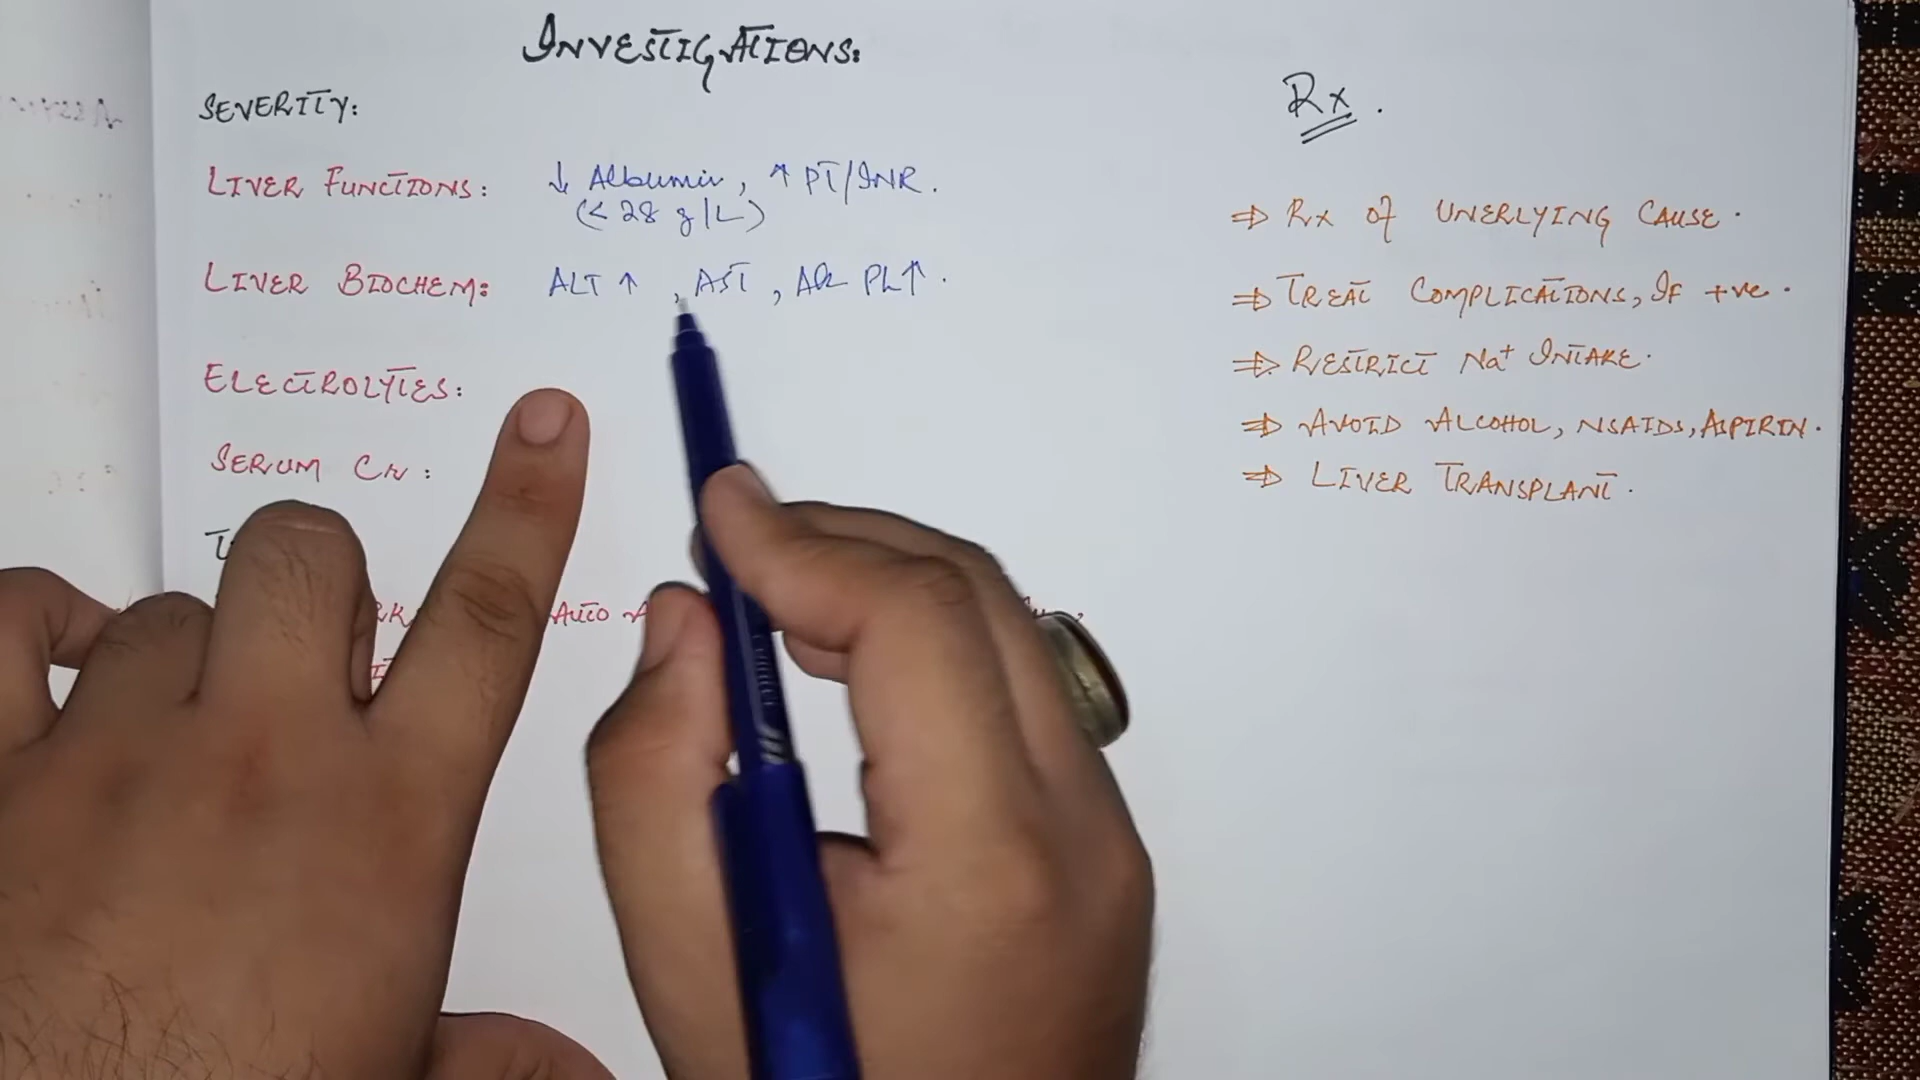 INVESTIGATIONS:
SEVERITY:
LIVER FUNCTIONS: ↓ Albumin, ↑ PT/INR.
(< 28 g/L)
LIVER BIOCHEM: ALT ↑, AST, Alk Ph ↑.
ELECTROLYTES:
SERUM Cr:
AUTO
Rx.
⇒ Rx OF UNERLYING CAUSE.
⇒ TREAT COMPLICATIONS, IF +ve.
⇒ RESTRICT Na+ INTAKE.
⇒ AVOID ALCOHOL, NSAIDS, ASPIRIN.
⇒ LIVER TRANSPLANT.